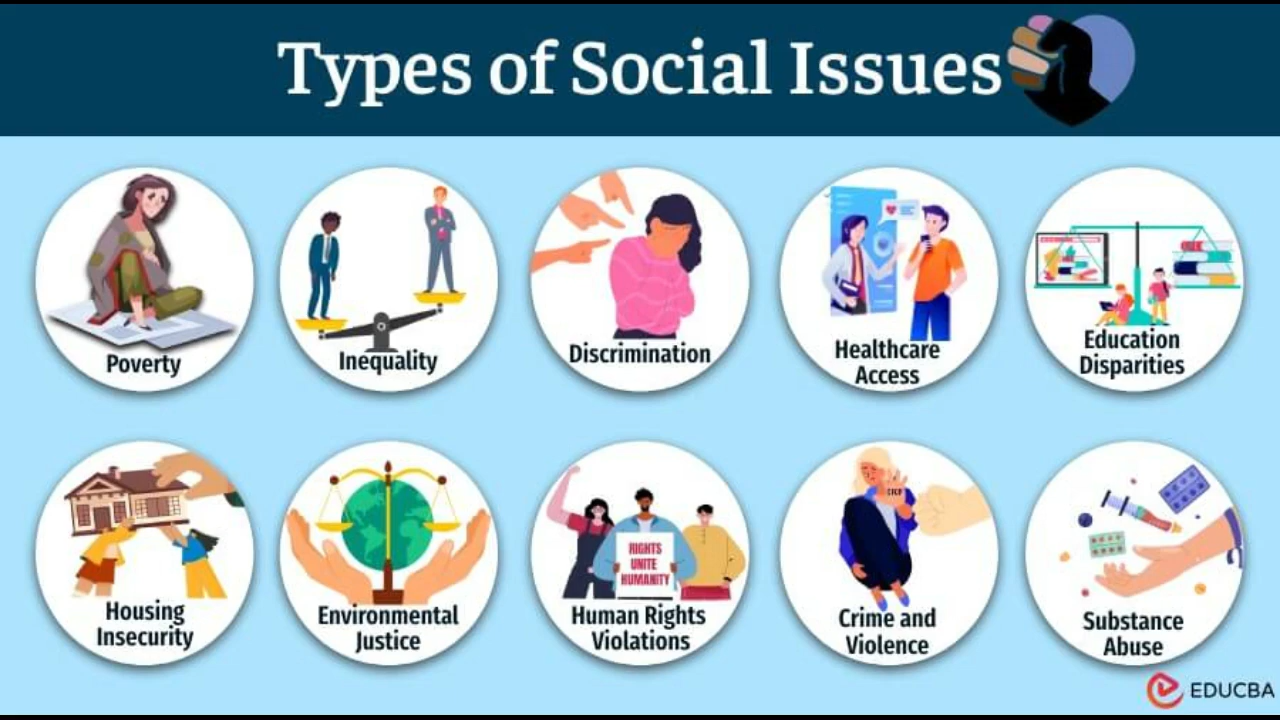 Types of Social Issues
Poverty
Inequality
Discrimination
Healthcare
Access
Education
Disparities
Housing
Insecurity
Environmental
Justice
RIGHTS
UNITE
HUMANITY
Human Rights
Violations
Crime and
Violence
Substance
Abuse
EDUCBA